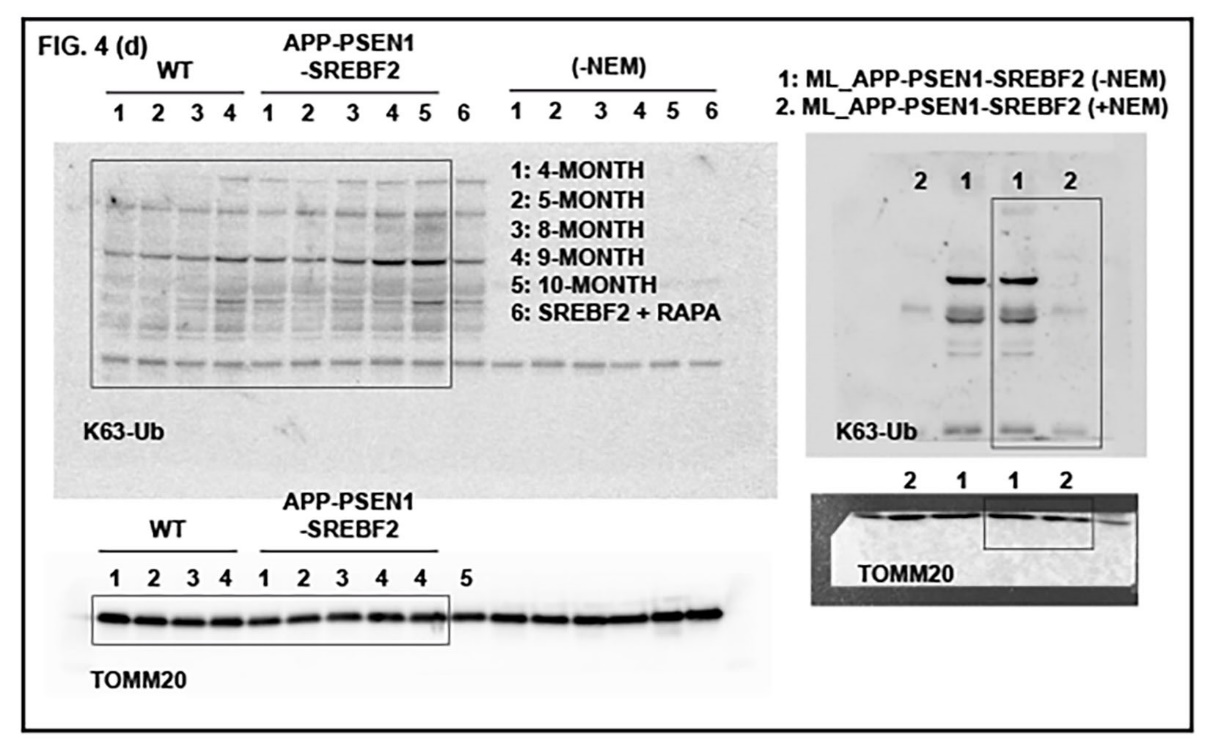 FIG. 4 (d)
WT
APP-PSEN1
-SREBF2
(-NEM)
1 2 3 4 1 2 3 4 5 6 1 2 3 4 5 6
1: 4-MONTH
2: 5-MONTH
3: 8-MONTH
4: 9-MONTH
5: 10-MONTH
6: SREBF2 + RAPA
K63-Ub
1: ML_APP-PSEN1-SREBF2 (-NEM)
2. ML_APP-PSEN1-SREBF2 (+NEM)
2 1 1 2
K63-Ub
WT
APP-PSEN1
-SREBF2
1 2 3 4 1 2 3 4 4 5
TOMM20
2 1 1 2
TOMM20